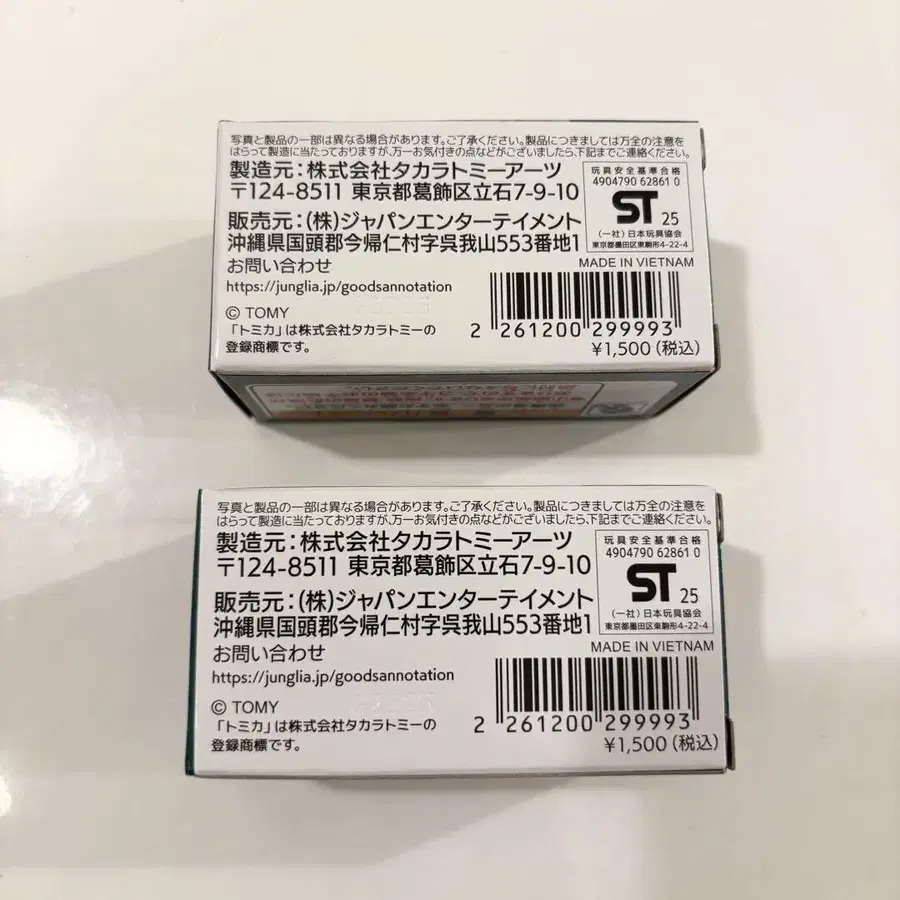 写真と製品の一部は異なる場合があります。ご了承ください。製品につきましては万全の注意を
はらって製造に当たっておりますが、万一お気付きの点などがございましたら、下記までご連絡ください。
製造元:株式会社タカラトミーアーツ
〒124-8511 東京都葛飾区立石7-9-10
販売元:(株)ジャパンエンターテイメント
沖縄県国頭郡今帰仁村字呉我山553番地1
お問い合わせ
https://junglia.jp/goodsannotation
© TOMY
「トミカ」は株式会社タカラトミーの
登録商標です。
玩具安全基準合格
4904790 62861 0
ST 25
(一社)日本玩具協会
東京都墨田区東駒形4-22-4
MADE IN VIETNAM
2 261200 299993
¥1,500(税込)
写真と製品の一部は異なる場合があります。ご了承ください。製品につきましては万全の注意を
はらって製造に当たっておりますが、万一お気付きの点などがございましたら、下記までご連絡ください。
製造元:株式会社タカラトミーアーツ
〒124-8511 東京都葛飾区立石7-9-10
販売元:(株)ジャパンエンターテイメント
沖縄県国頭郡今帰仁村字呉我山553番地1
お問い合わせ
https://junglia.jp/goodsannotation
© TOMY
「トミカ」は株式会社タカラトミーの
登録商標です。
玩具安全基準合格
4904790 62861 0
ST 25
(一社)日本玩具協会
東京都墨田区東駒形4-22-4
MADE IN VIETNAM
2 261200 299993
¥1,500(税込)